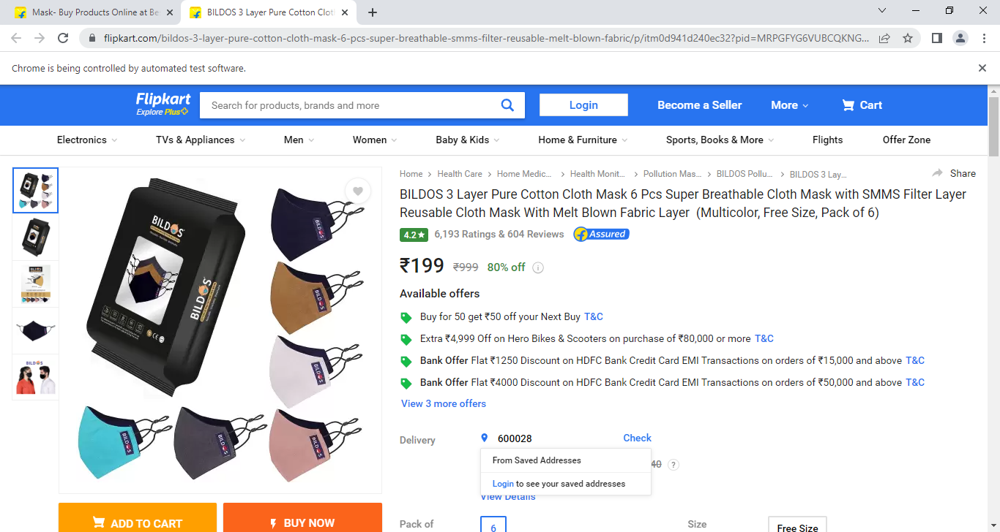 Mask- Buy Products Online at Be
BILDOS 3 Layer Pure Cotton Clot
flipkart.com/bildos-3-layer-pure-cotton-cloth-mask-6-pcs-super-breathable-smms-filter-reusable-melt-blown-fabric/p/itm0d941d240ec32?pid=MRPGFYG6VUBCQKNG...
Chrome is being controlled by automated test software.
Flipkart
Explore Plus
Search for products, brands and more
Login
Become a Seller
More
Cart
Electronics
TVs & Appliances
Men
Women
Baby & Kids
Home & Furniture
Sports, Books & More
Flights
Offer Zone
Home
Health Care
Home Medic...
Health Monit...
Pollution Mas...
BILDOS Pollu...
BILDOS 3 Lay...
Share
BILDOS 3 Layer Pure Cotton Cloth Mask 6 Pcs Super Breathable Cloth Mask with SMMS Filter Layer
Reusable Cloth Mask With Melt Blown Fabric Layer (Multicolor, Free Size, Pack of 6)
4.2★ 6,193 Ratings & 604 Reviews
Assured
₹199 ₹999 80% off
Available offers
Buy for 50 get ₹50 off your Next Buy T&C
Extra ₹4,999 Off on Hero Bikes & Scooters on purchase of ₹80,000 or more T&C
Bank Offer Flat ₹1250 Discount on HDFC Bank Credit Card EMI Transactions on orders of ₹15,000 and above T&C
Bank Offer Flat ₹4000 Discount on HDFC Bank Credit Card EMI Transactions on orders of ₹50,000 and above T&C
View 3 more offers
Delivery
600028
Check
From Saved Addresses
40 ?
Login to see your saved addresses
View Details
Pack of
6
Size
Free Size
BILDOS
BILDOS
CE
BILDOS
BILDOS
BILDOS
BILDOS
BILDOS
BILDOS
BILDOS
BILDOS
ADD TO CART
BUY NOW